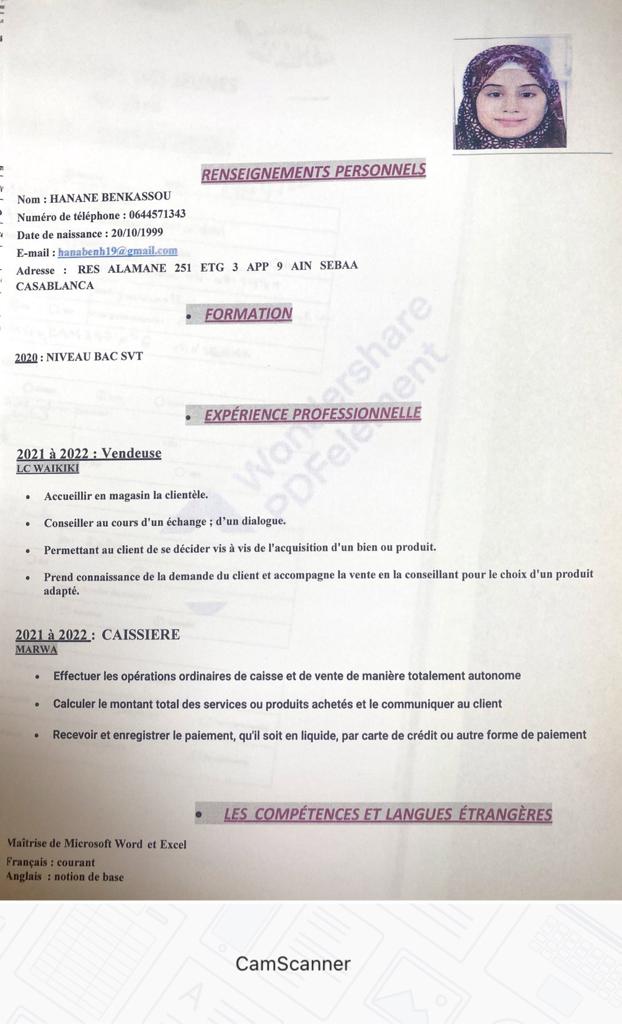 RENSEIGNEMENTS PERSONNELS
Nom : HANANE BENKASSOU
Numéro de téléphone : 0644571343
Date de naissance : 20/10/1999
E-mail : hanabenh19@gmail.com
Adresse : RES ALAMANE 251 ETG 3 APP 9 AIN SEBAA
CASABLANCA
• FORMATION
2020 : NIVEAU BAC SVT
Wondershare
PDFelement
• EXPÉRIENCE PROFESSIONNELLE
2021 à 2022 : Vendeuse
LC WAIKIKI
• Accueillir en magasin la clientèle.
• Conseiller au cours d'un échange ; d'un dialogue.
• Permettant au client de se décider vis à vis de l'acquisition d'un bien ou produit.
• Prend connaissance de la demande du client et accompagne la vente en la conseillant pour le choix d'un produit
adapté.
2021 à 2022 : CAISSIERE
MARWA
• Effectuer les opérations ordinaires de caisse et de vente de manière totalement autonome
• Calculer le montant total des services ou produits achetés et le communiquer au client
• Recevoir et enregistrer le paiement, qu'il soit en liquide, par carte de crédit ou autre forme de paiement
• LES COMPÉTENCES ET LANGUES ÉTRANGÈRES
Maîtrise de Microsoft Word et Excel
Français : courant
Anglais : notion de base
CamScanner